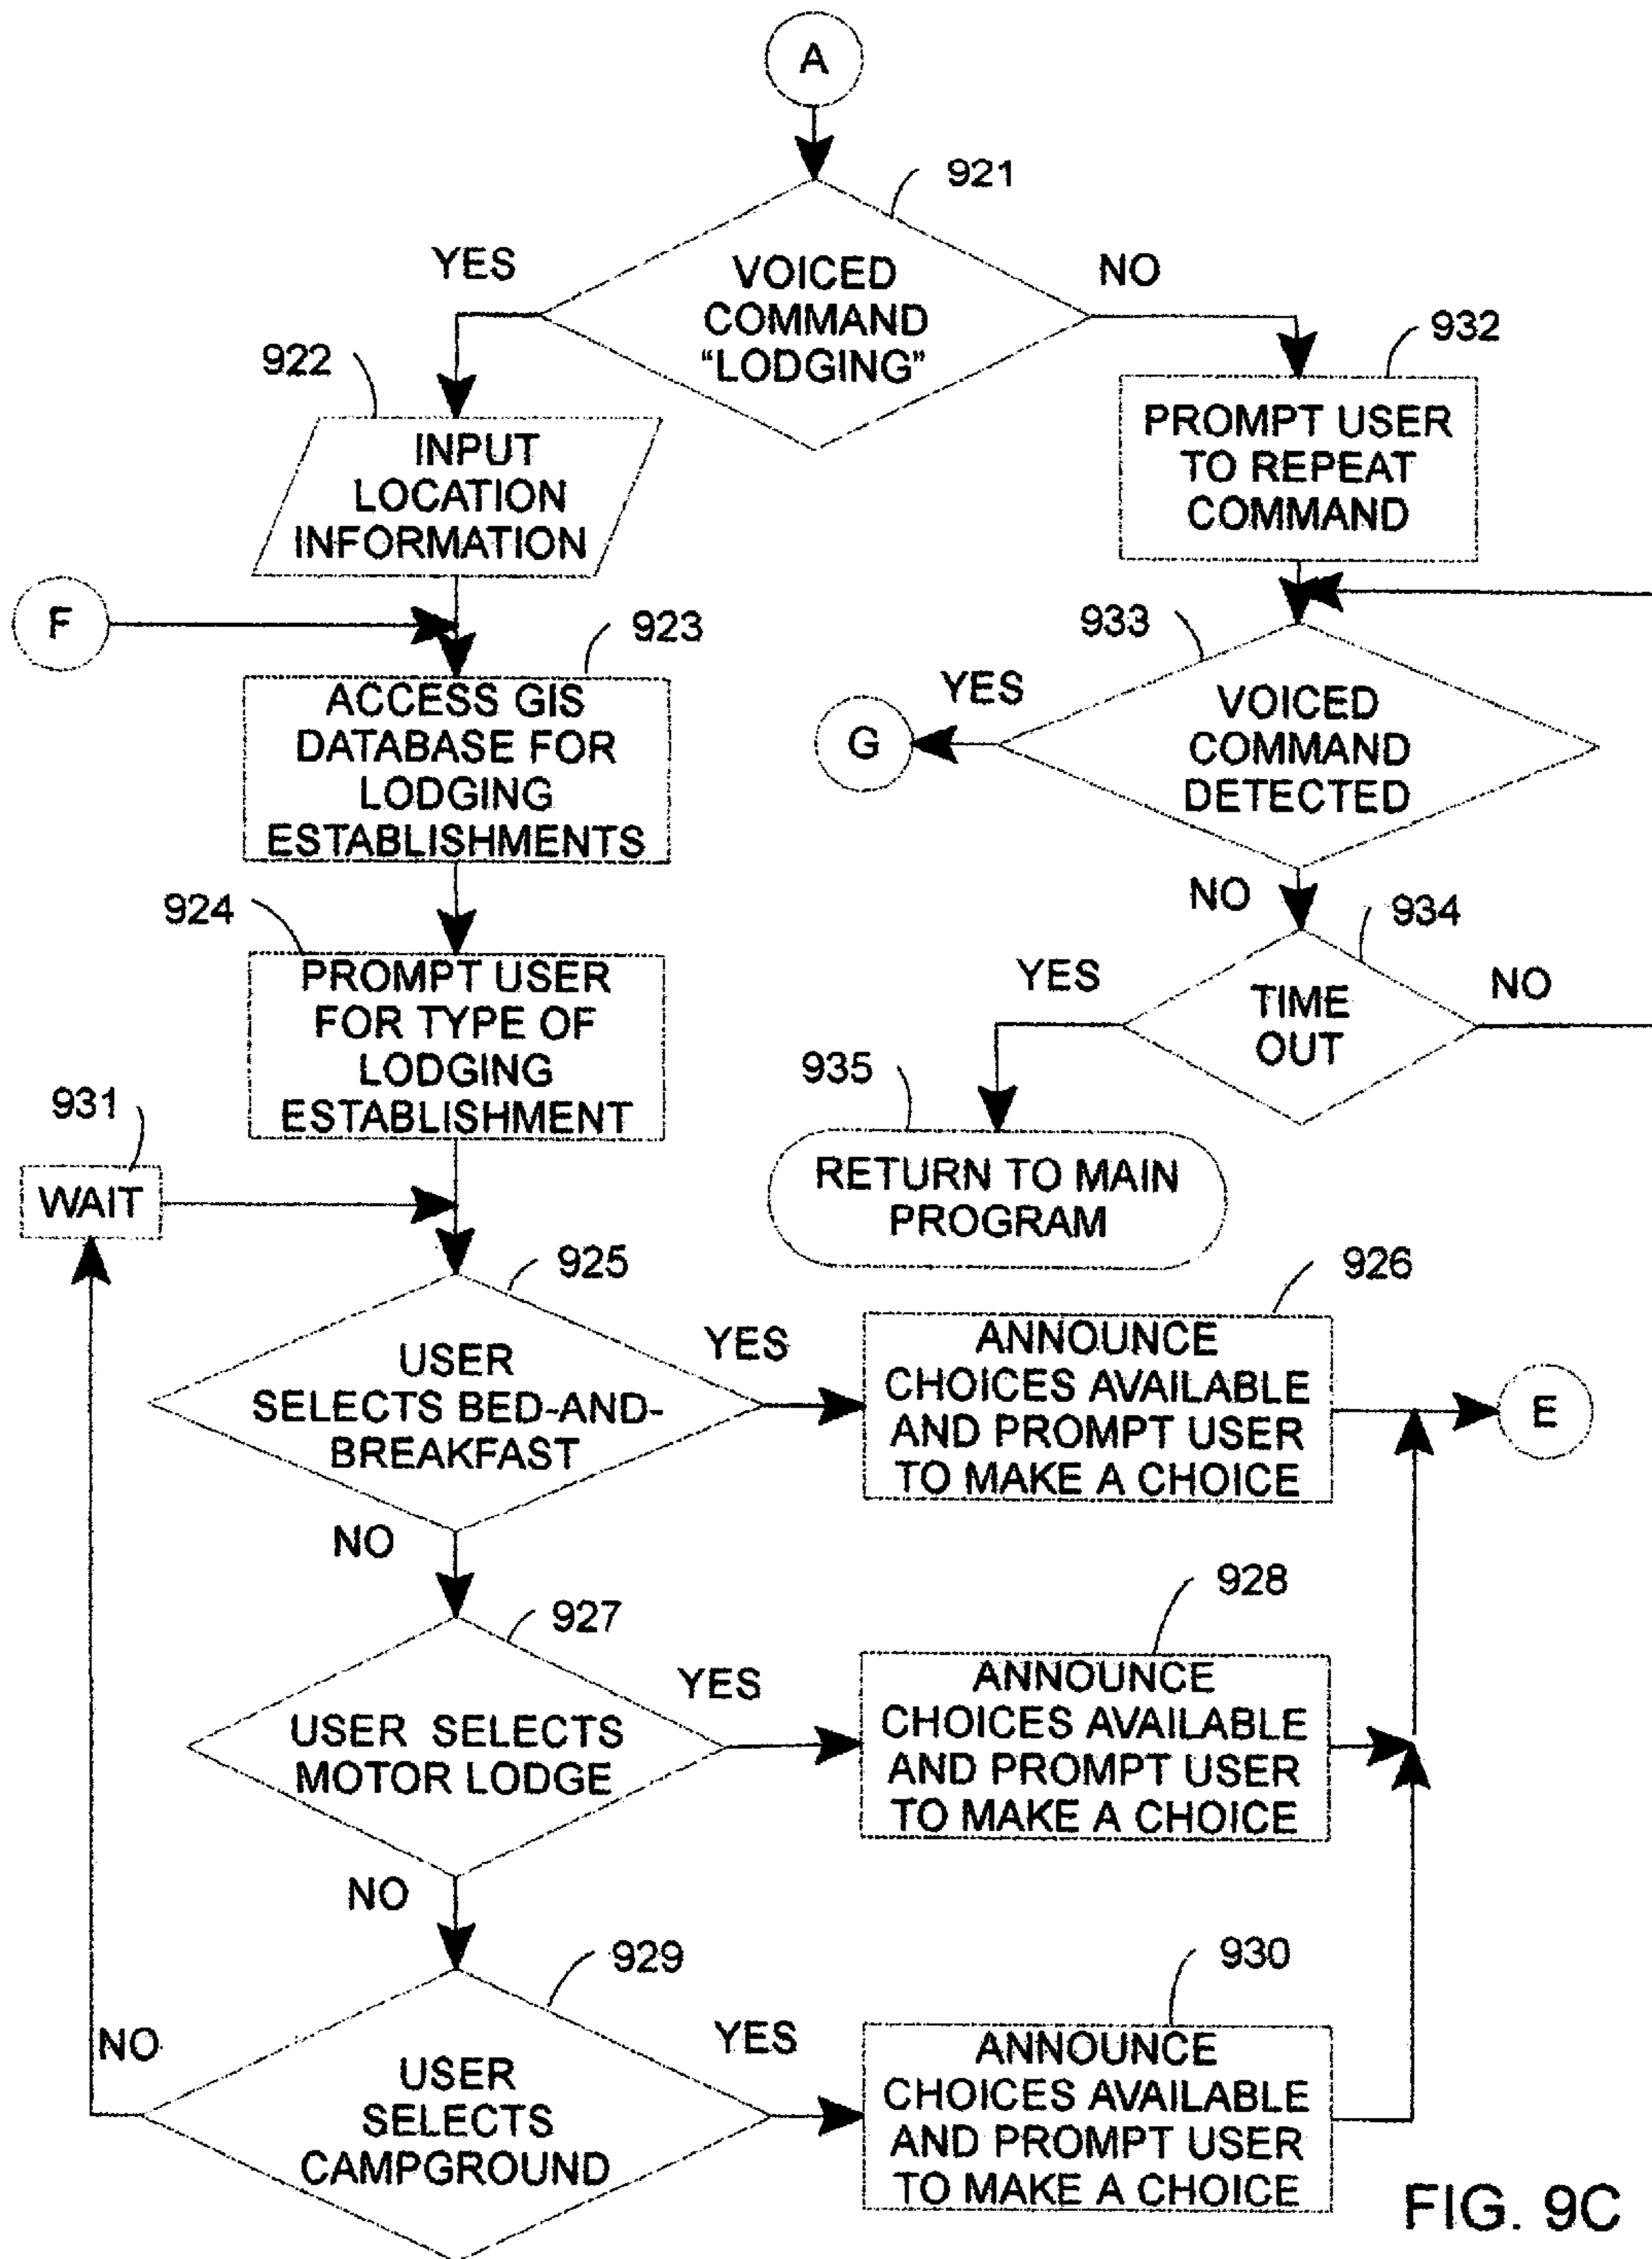 A
921
YES
VOICED
COMMAND
“LODGING”
NO
922
INPUT
LOCATION
INFORMATION
932
PROMPT USER
TO REPEAT
COMMAND
F
923
ACCESS GIS
DATABASE FOR
LODGING
ESTABLISHMENTS
933
YES
VOICED
COMMAND
DETECTED
G
924
PROMPT USER
FOR TYPE OF
LODGING
ESTABLISHMENT
NO
934
YES
TIME
OUT
NO
931
WAIT
935
RETURN TO MAIN
PROGRAM
925
USER
SELECTS BED-AND-
BREAKFAST
YES
926
ANNOUNCE
CHOICES AVAILABLE
AND PROMPT USER
TO MAKE A CHOICE
E
NO
927
USER SELECTS
MOTOR LODGE
YES
928
ANNOUNCE
CHOICES AVAILABLE
AND PROMPT USER
TO MAKE A CHOICE
NO
929
NO
USER
SELECTS
CAMPGROUND
YES
930
ANNOUNCE
CHOICES AVAILABLE
AND PROMPT USER
TO MAKE A CHOICE
FIG. 9C